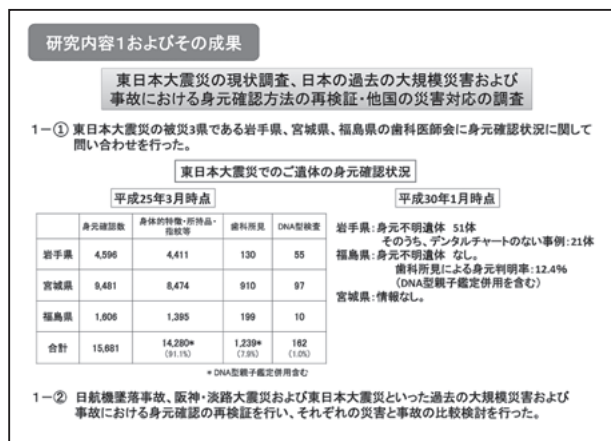 研究内容1およびその成果
東日本大震災の現状調査、日本の過去の大規模災害および
事故における身元確認方法の再検証・他国の災害対応の調査
1－① 東日本大震災の被災3県である岩手県、宮城県、福島県の歯科医師会に身元確認状況に関して
問い合わせを行った。
東日本大震災でのご遺体の身元確認状況
平成25年3月時点
平成30年1月時点
身元確認数 身体的特徴・所持品・指紋等 歯科所見 DNA型検査
岩手県 4,596 4,411 130 55
宮城県 9,481 8,474 910 97
福島県 1,606 1,395 199 10
合計 15,681 14,280* (91.1%) 1,239* (7.9%) 162 (1.0%)
＊DNA型親子鑑定併用含む
岩手県：身元不明遺体 51体
そのうち、デンタルチャートのない事例：21体
福島県：身元不明遺体 なし。
歯科所見による身元判明率：12.4%
（DNA型親子鑑定併用を含む）
宮城県：情報なし。
1－② 日航機墜落事故、阪神・淡路大震災および東日本大震災といった過去の大規模災害および
事故における身元確認の再検証を行い、それぞれの災害と事故の比較検討を行った。